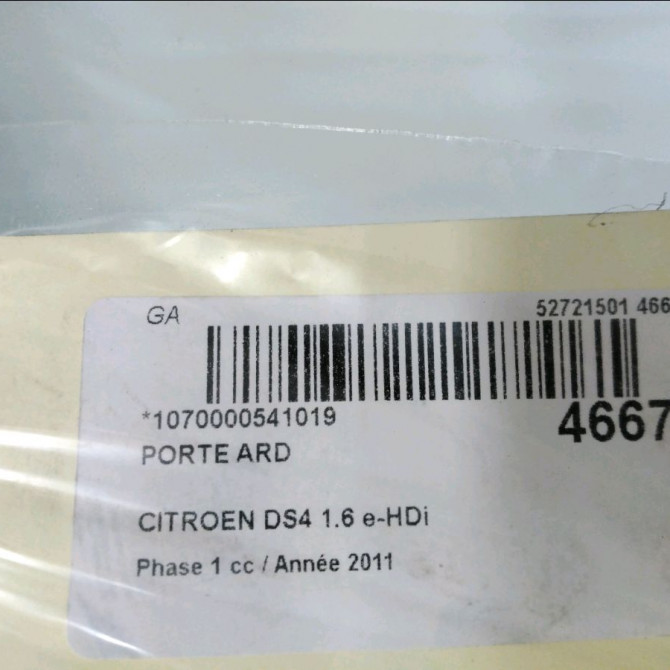 GA 52721501 466
*1070000541019 4667
PORTE ARD
CITROEN DS4 1.6 e-HDi
Phase 1 cc / Année 2011